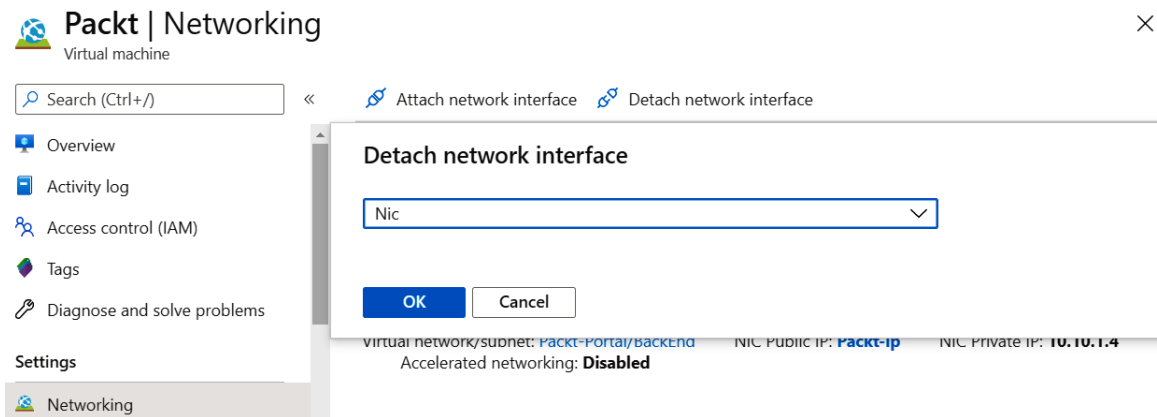 Packt | Networking
Virtual machine
Search (Ctrl+/)
«
Attach network interface
Detach network interface
Overview
Activity log
Access control (IAM)
Tags
Diagnose and solve problems
Settings
Networking
Detach network interface
Nic
OK
Cancel
Virtual network/subnet: Packt-Portal/BackEnd NIC Public IP: Packt-Ip NIC Private IP: 10.10.1.4
Accelerated networking: Disabled